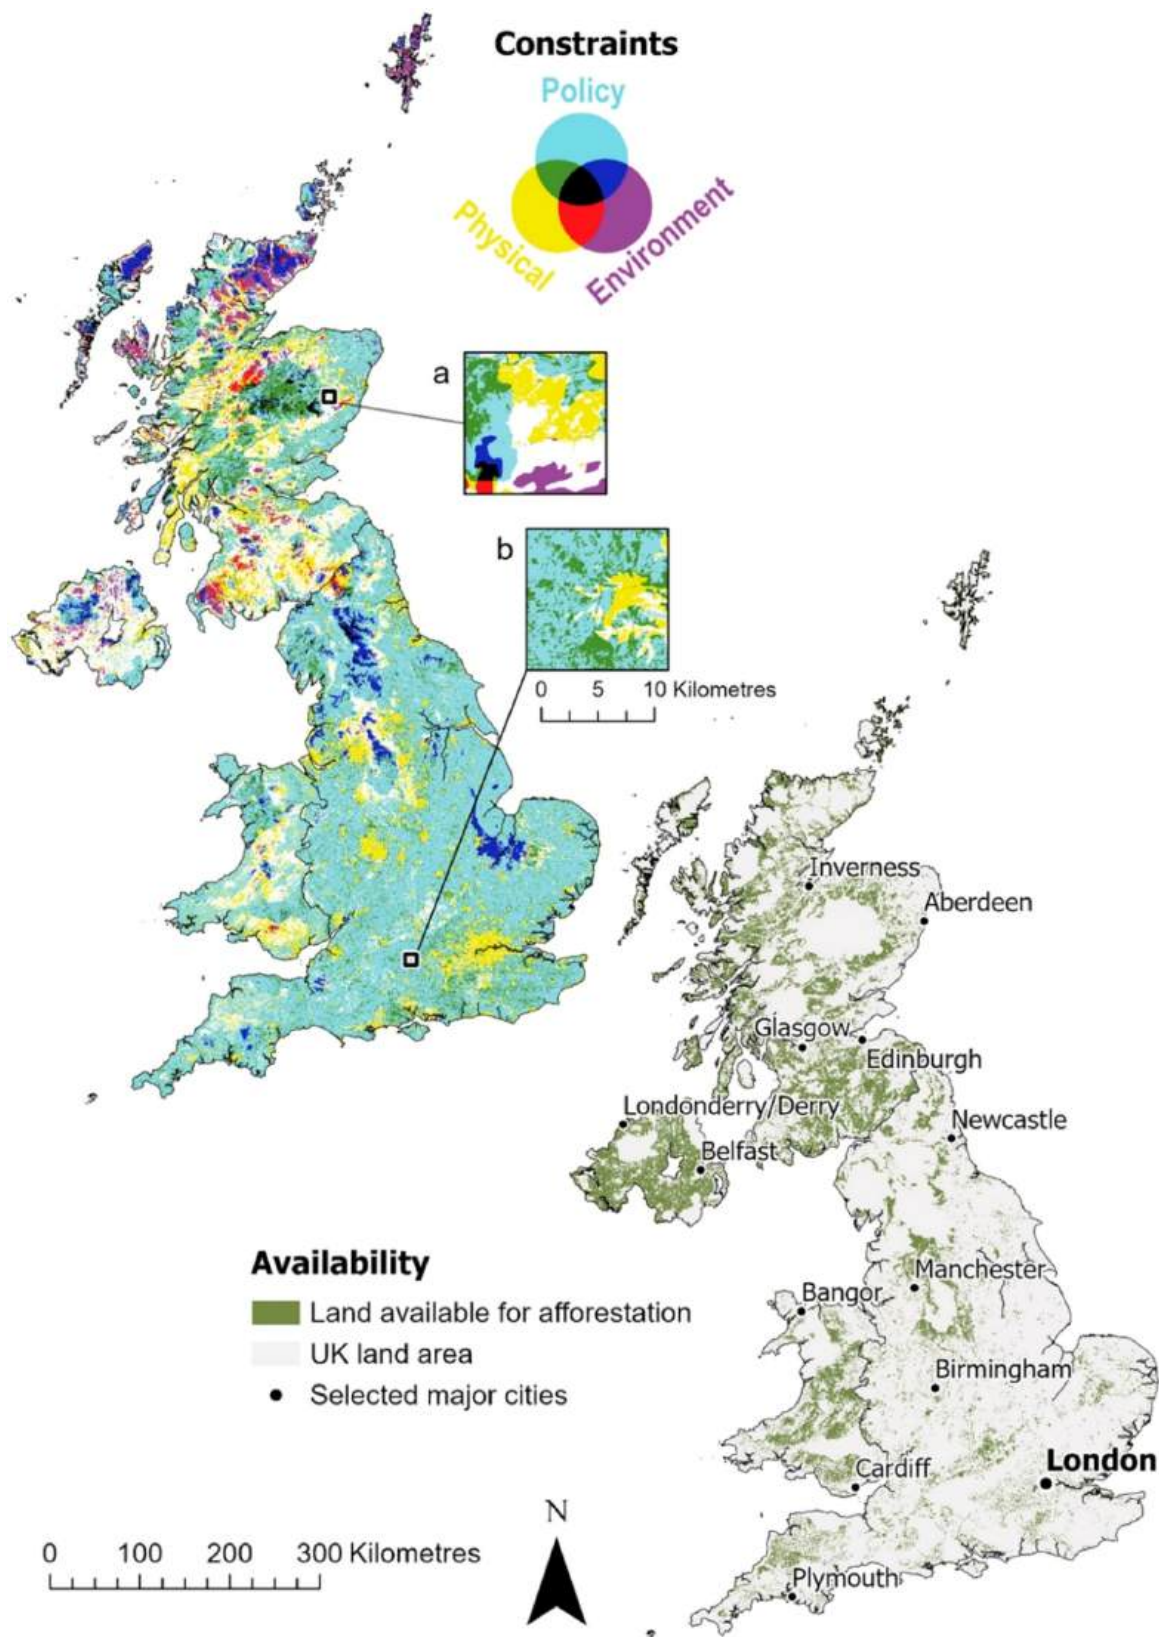 Constraints
Policy
Physical
Environment
a
b
0 5 10 Kilometres
Inverness
Aberdeen
Glasgow
Edinburgh
Londonderry/Derry
Newcastle
Belfast
Availability
Land available for afforestation
UK land area
Selected major cities
Manchester
Bangor
Birmingham
London
Cardiff
Plymouth
N
0 100 200 300 Kilometres